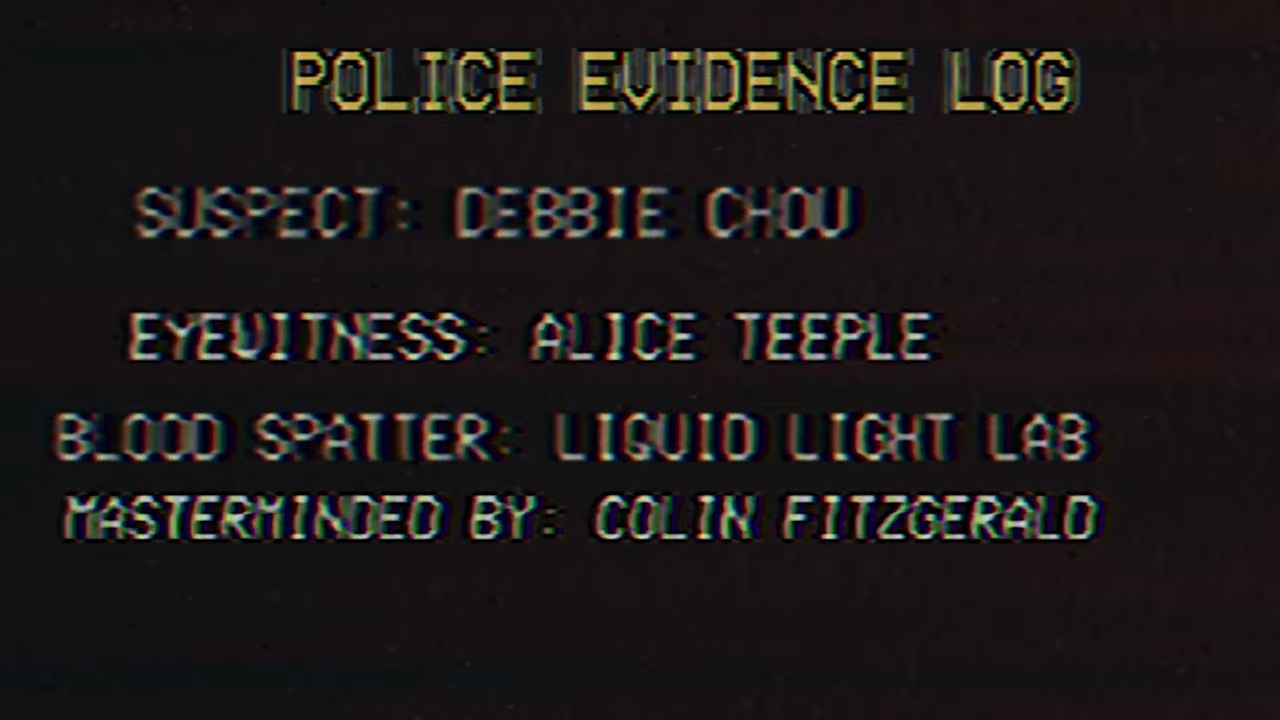 POLICE EVIDENCE LOG
SUSPECT: DEBBIE CHOU
EYEWITNESS: ALICE TEEPLE
BLOOD SPATTER: LIQUID LIGHT LAB
MASTERMINDED BY: COLIN FITZGERALD